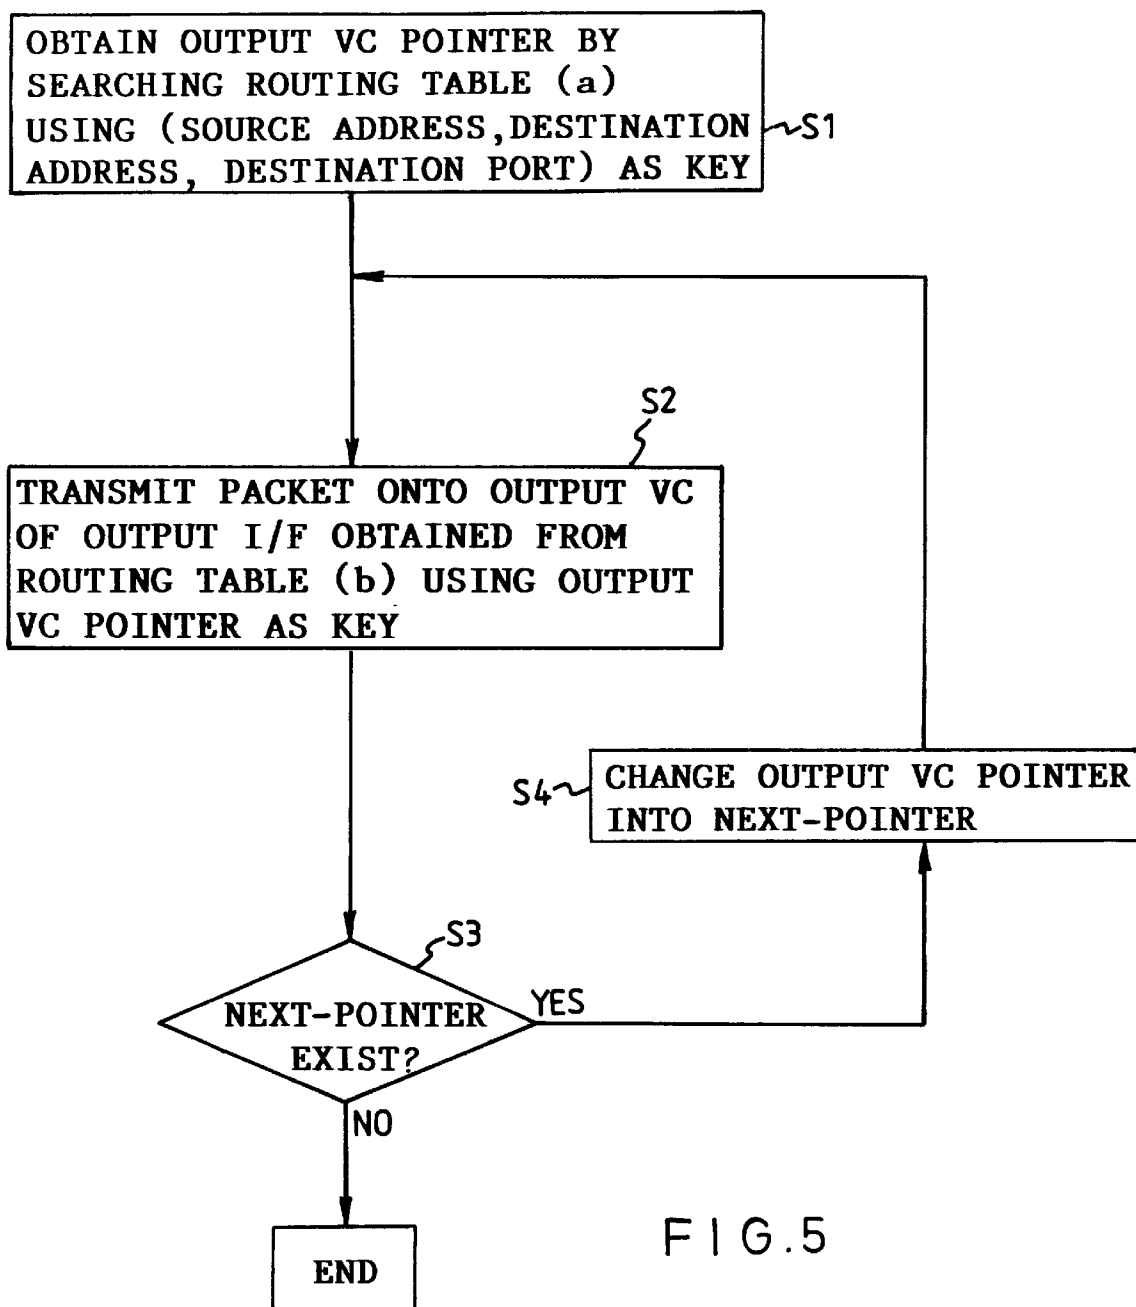 OBTAIN OUTPUT VC POINTER BY
SEARCHING ROUTING TABLE (a)
USING (SOURCE ADDRESS,DESTINATION
ADDRESS, DESTINATION PORT) AS KEY
S1
S2
TRANSMIT PACKET ONTO OUTPUT VC
OF OUTPUT I/F OBTAINED FROM
ROUTING TABLE (b) USING OUTPUT
VC POINTER AS KEY
S4
CHANGE OUTPUT VC POINTER
INTO NEXT-POINTER
S3
NEXT-POINTER
EXIST?
YES
NO
END
FIG.5